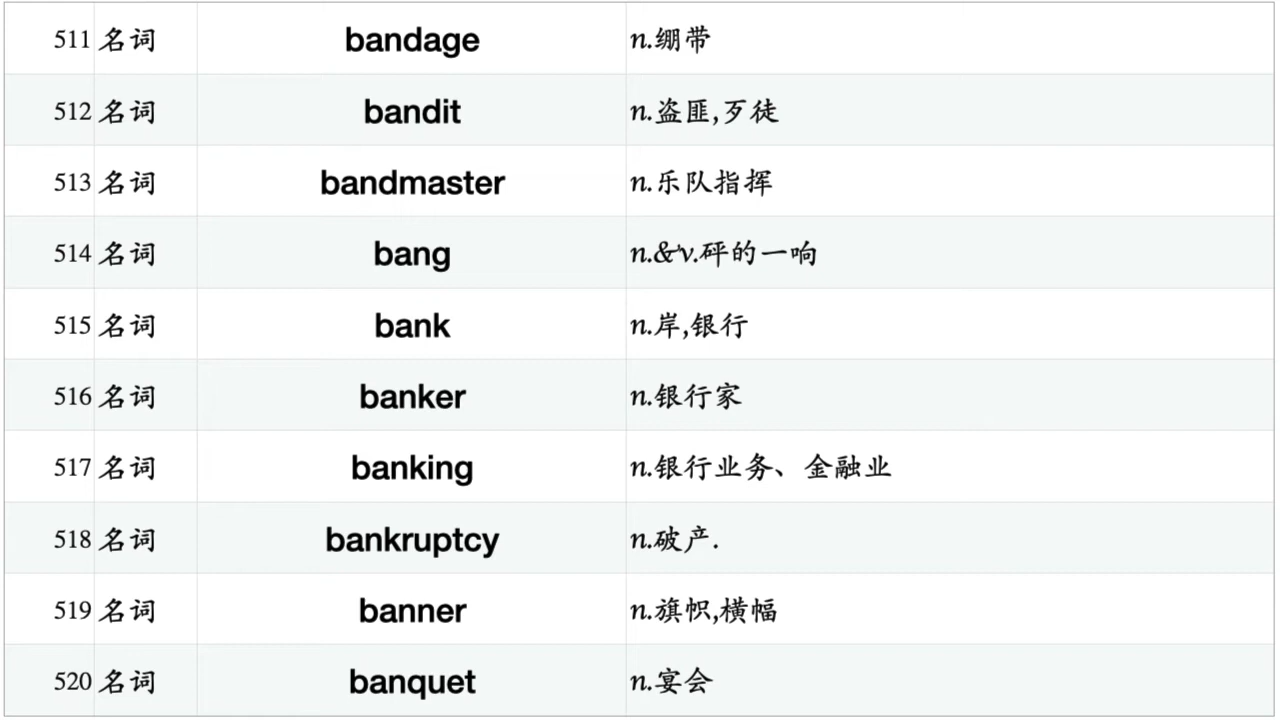 511 名词 bandage n.绷带
512 名词 bandit n.盗匪,歹徒
513 名词 bandmaster n.乐队指挥
514 名词 bang n.&v.砰的一响
515 名词 bank n.岸,银行
516 名词 banker n.银行家
517 名词 banking n.银行业务、金融业
518 名词 bankruptcy n.破产.
519 名词 banner n.旗帜,横幅
520 名词 banquet n.宴会